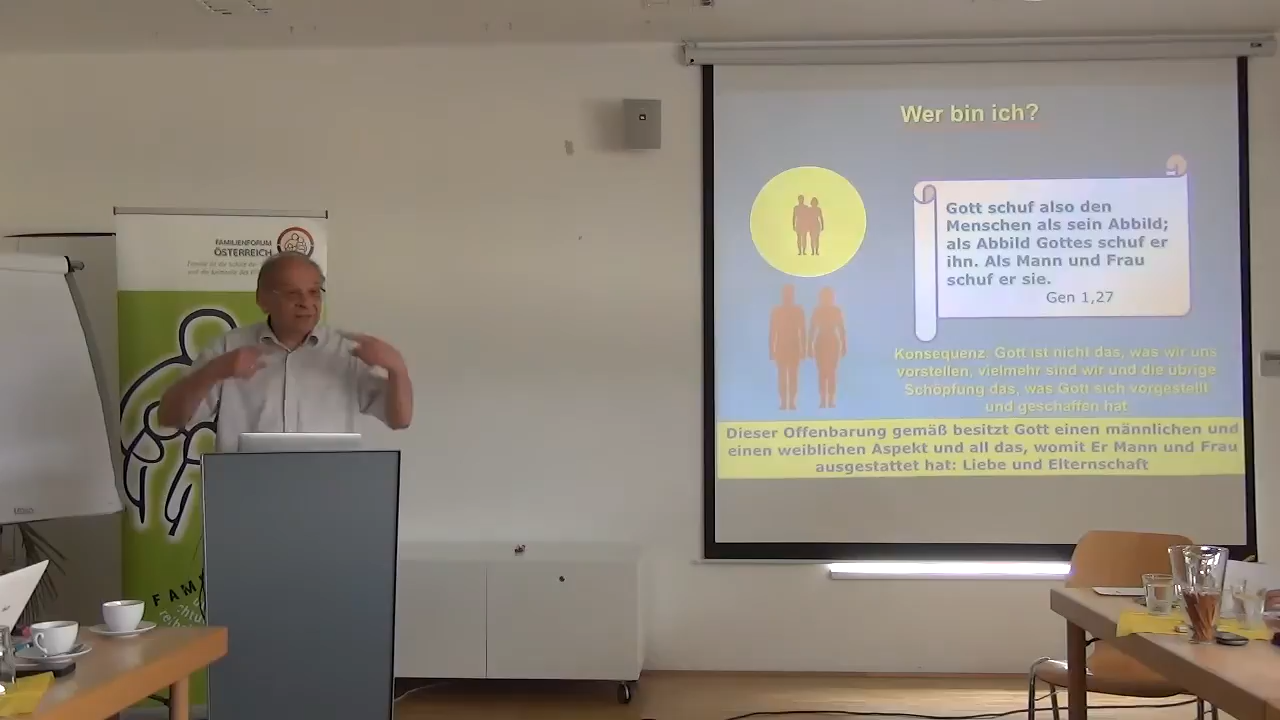 FAMILIENFORUM
ÖSTERREICH
FAM
Wer bin ich?
Gott schuf also den
Menschen als sein Abbild;
als Abbild Gottes schuf er
ihn. Als Mann und Frau
schuf er sie.
Gen 1,27
Konsequenz. Gott ist nicht das, was wir uns
vorstellen, vielmehr sind wir und die übrige
Schöpfung das, was Gott sich vorgestellt
und geschaffen hat
Dieser Offenbarung gemäß besitzt Gott einen männlichen und
einen weiblichen Aspekt und all das, womit Er Mann und Frau
ausgestattet hat: Liebe und Elternschaft